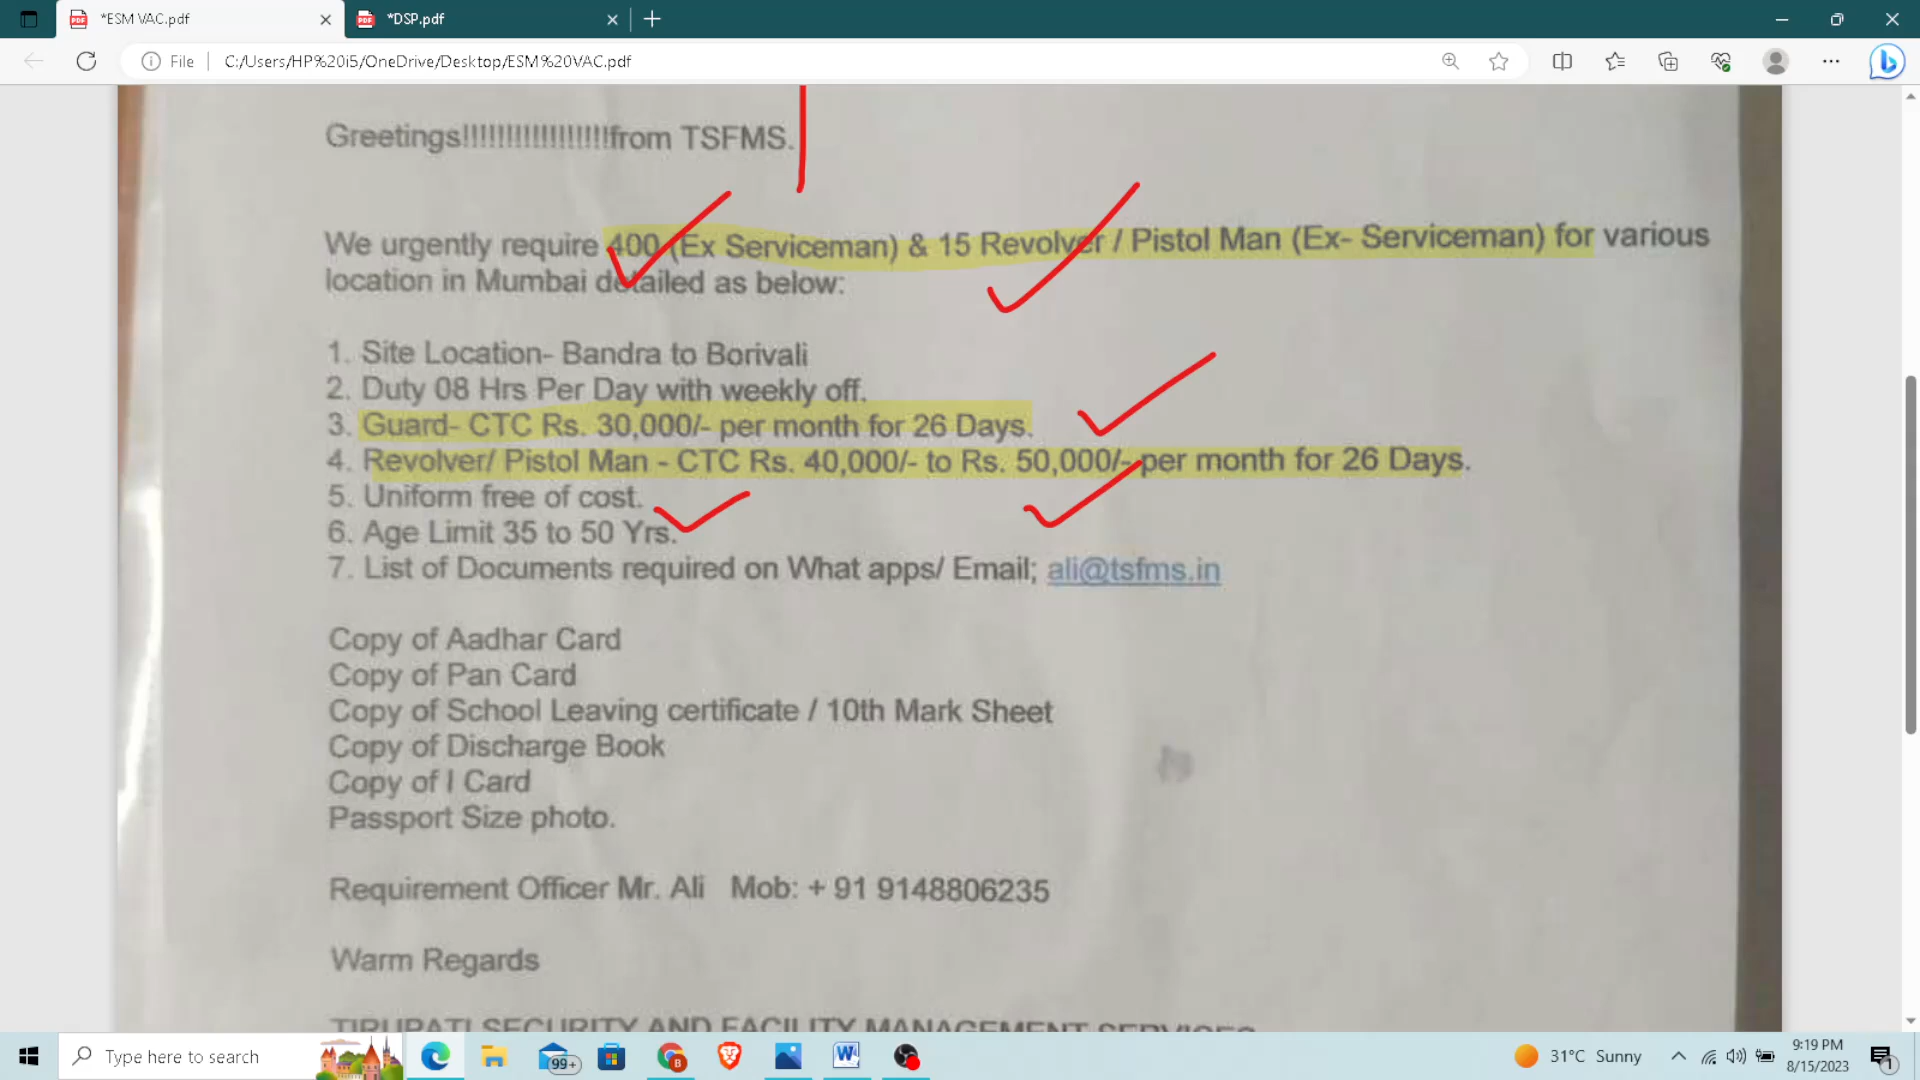 *ESM VAC.pdf
*DSP.pdf
File
C:/Users/HP%20i5/OneDrive/Desktop/ESM%20VAC.pdf
Greetings!!!!!!!!!!!!!!!!!!from TSFMS.
We urgently require 400 (Ex Serviceman) & 15 Revolver / Pistol Man (Ex- Serviceman) for various
location in Mumbai detailed as below:
1. Site Location- Bandra to Borivali
2. Duty 08 Hrs Per Day with weekly off.
3. Guard- CTC Rs. 30,000/- per month for 26 Days.
4. Revolver/ Pistol Man - CTC Rs. 40,000/- to Rs. 50,000/- per month for 26 Days.
5. Uniform free of cost.
6. Age Limit 35 to 50 Yrs.
7. List of Documents required on What apps/ Email; ali@tsfms.in
Copy of Aadhar Card
Copy of Pan Card
Copy of School Leaving certificate / 10th Mark Sheet
Copy of Discharge Book
Copy of I Card
Passport Size photo.
Requirement Officer Mr. Ali Mob: + 91 9148806235
Warm Regards
TIRUPATI SECURITY AND FACILITY MANAGEMENT SERVICES
Type here to search
99+
31°C Sunny
9:19 PM
8/15/2023
1